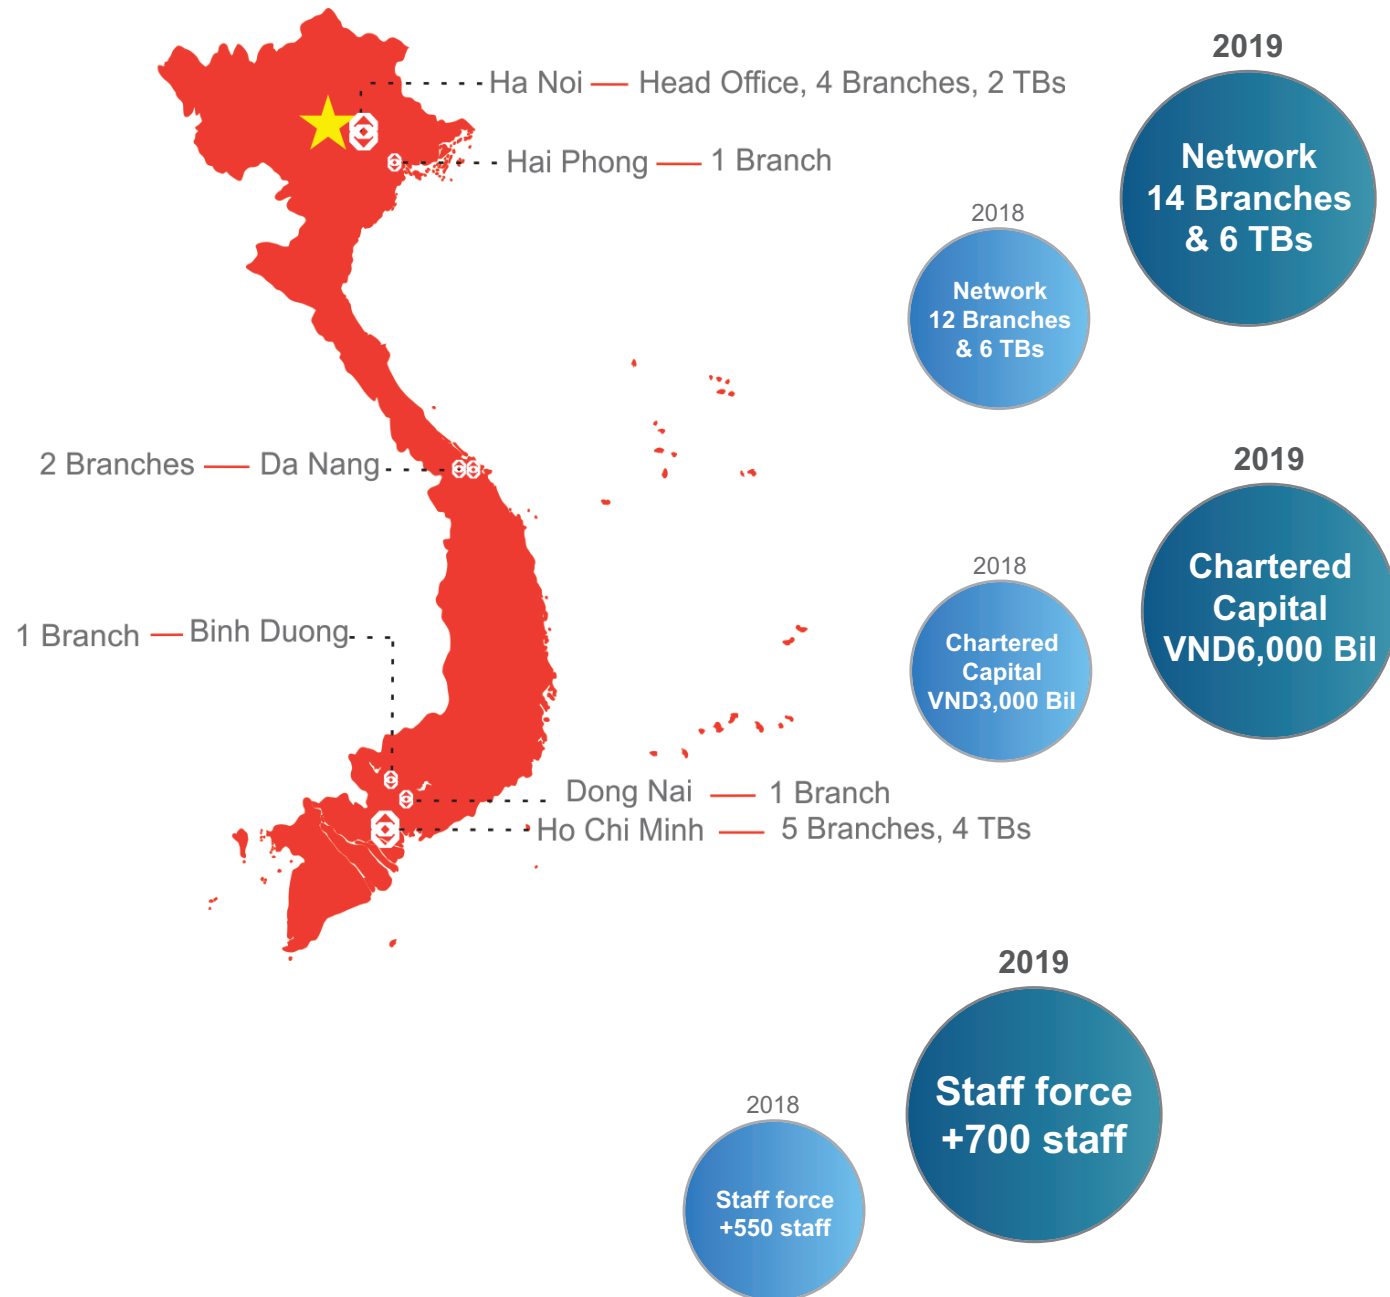 Ha Noi — Head Office, 4 Branches, 2 TBs
Hai Phong — 1 Branch
2 Branches — Da Nang
1 Branch — Binh Duong
Dong Nai — 1 Branch
Ho Chi Minh — 5 Branches, 4 TBs
2019
Network
14 Branches
& 6 TBs
2018
Network
12 Branches
& 6 TBs
2019
Chartered
Capital
VND6,000 Bil
2018
Chartered
Capital
VND3,000 Bil
2019
Staff force
+700 staff
2018
Staff force
+550 staff